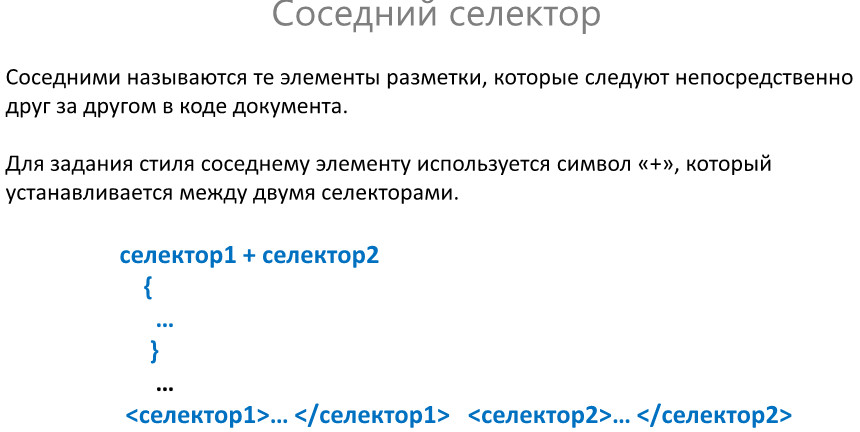 Соседний селектор
Соседними называются те элементы разметки, которые следуют непосредственно
друг за другом в коде документа.
Для задания стиля соседнему элементу используется символ «+», который
устанавливается между двумя селекторами.
селектор1 + селектор2
{
…
}
…
<селектор1>… </селектор1> <селектор2>… </селектор2>